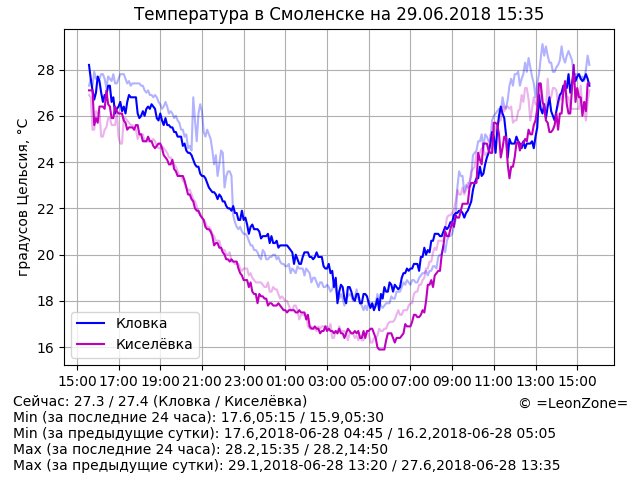 Температура в Смоленске на 29.06.2018 15:35
градусов Цельсия, °C
28
26
24
22
20
18
16
Кловка
Киселёвка
15:00 17:00 19:00 21:00 23:00 01:00 03:00 05:00 07:00 09:00 11:00 13:00 15:00
Сейчас: 27.3 / 27.4 (Кловка / Киселёвка)
© =LeonZone=
Min (за последние 24 часа): 17.6,05:15 / 15.9,05:30
Min (за предыдущие сутки): 17.6,2018-06-28 04:45 / 16.2,2018-06-28 05:05
Max (за последние 24 часа): 28.2,15:35 / 28.2,14:50
Max (за предыдущие сутки): 29.1,2018-06-28 13:20 / 27.6,2018-06-28 13:35